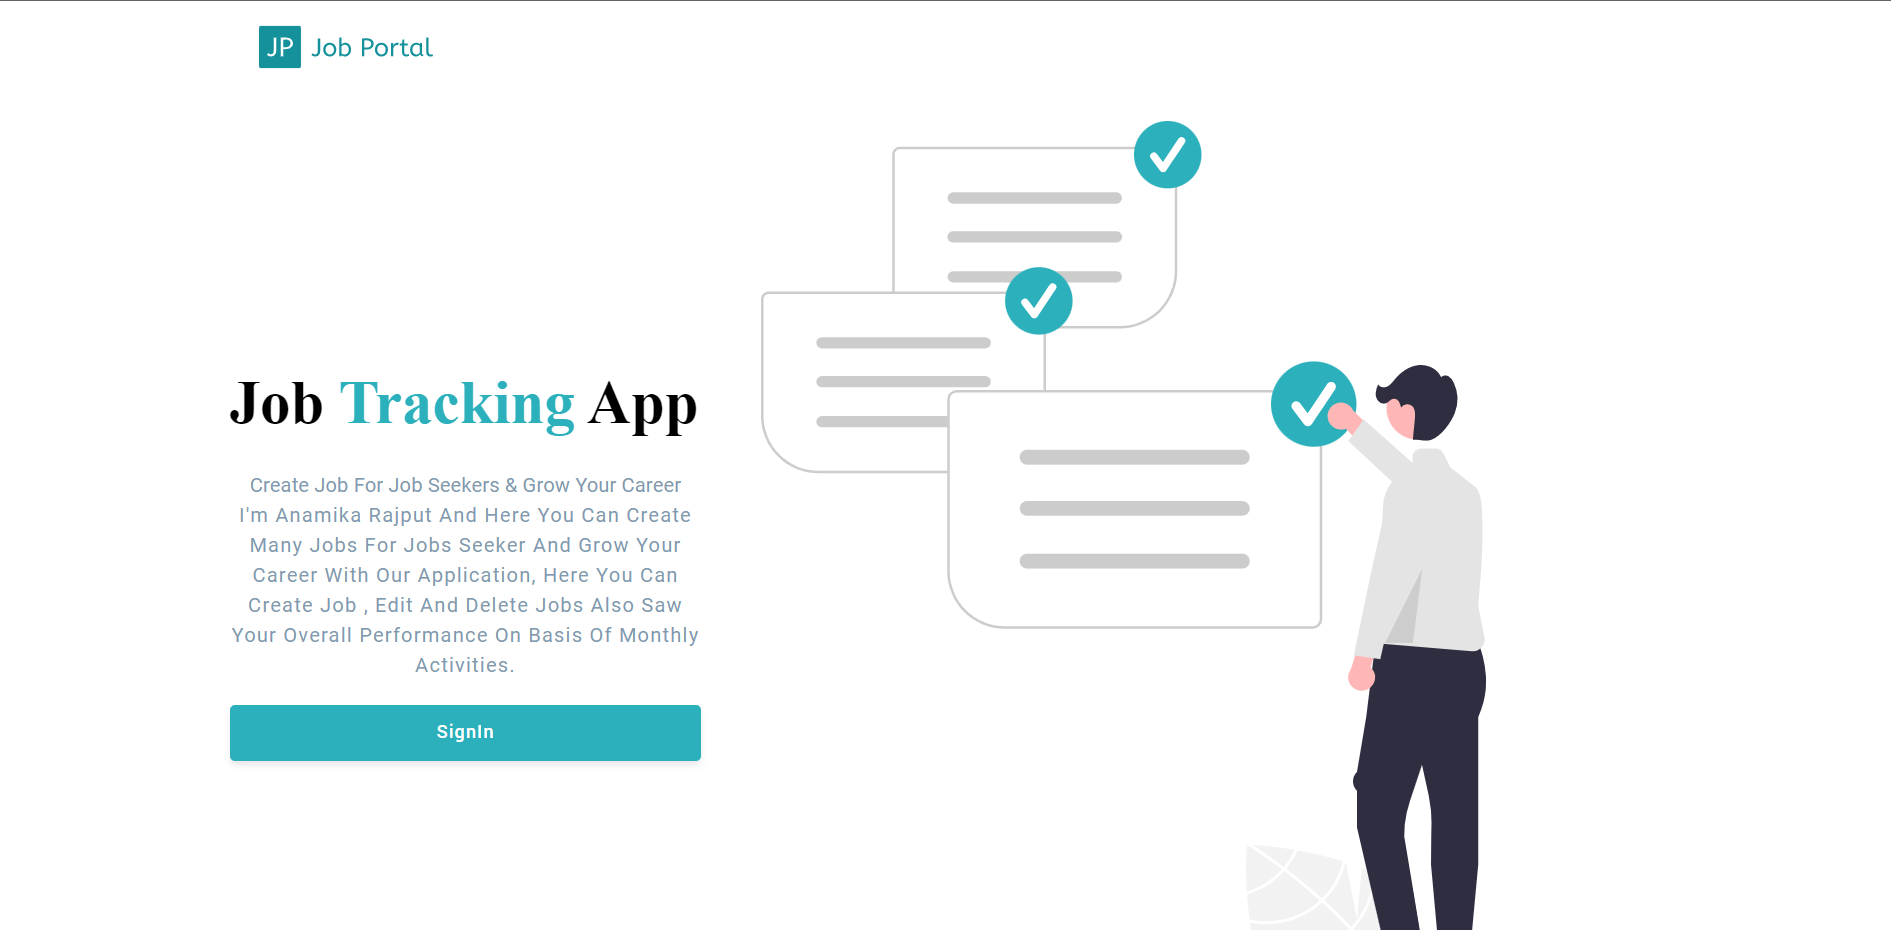 JP Job Portal
Job Tracking App
Create Job For Job Seekers & Grow Your Career
I'm Anamika Rajput And Here You Can Create
Many Jobs For Jobs Seeker And Grow Your
Career With Our Application, Here You Can
Create Job , Edit And Delete Jobs Also Saw
Your Overall Performance On Basis Of Monthly
Activities.
SignIn